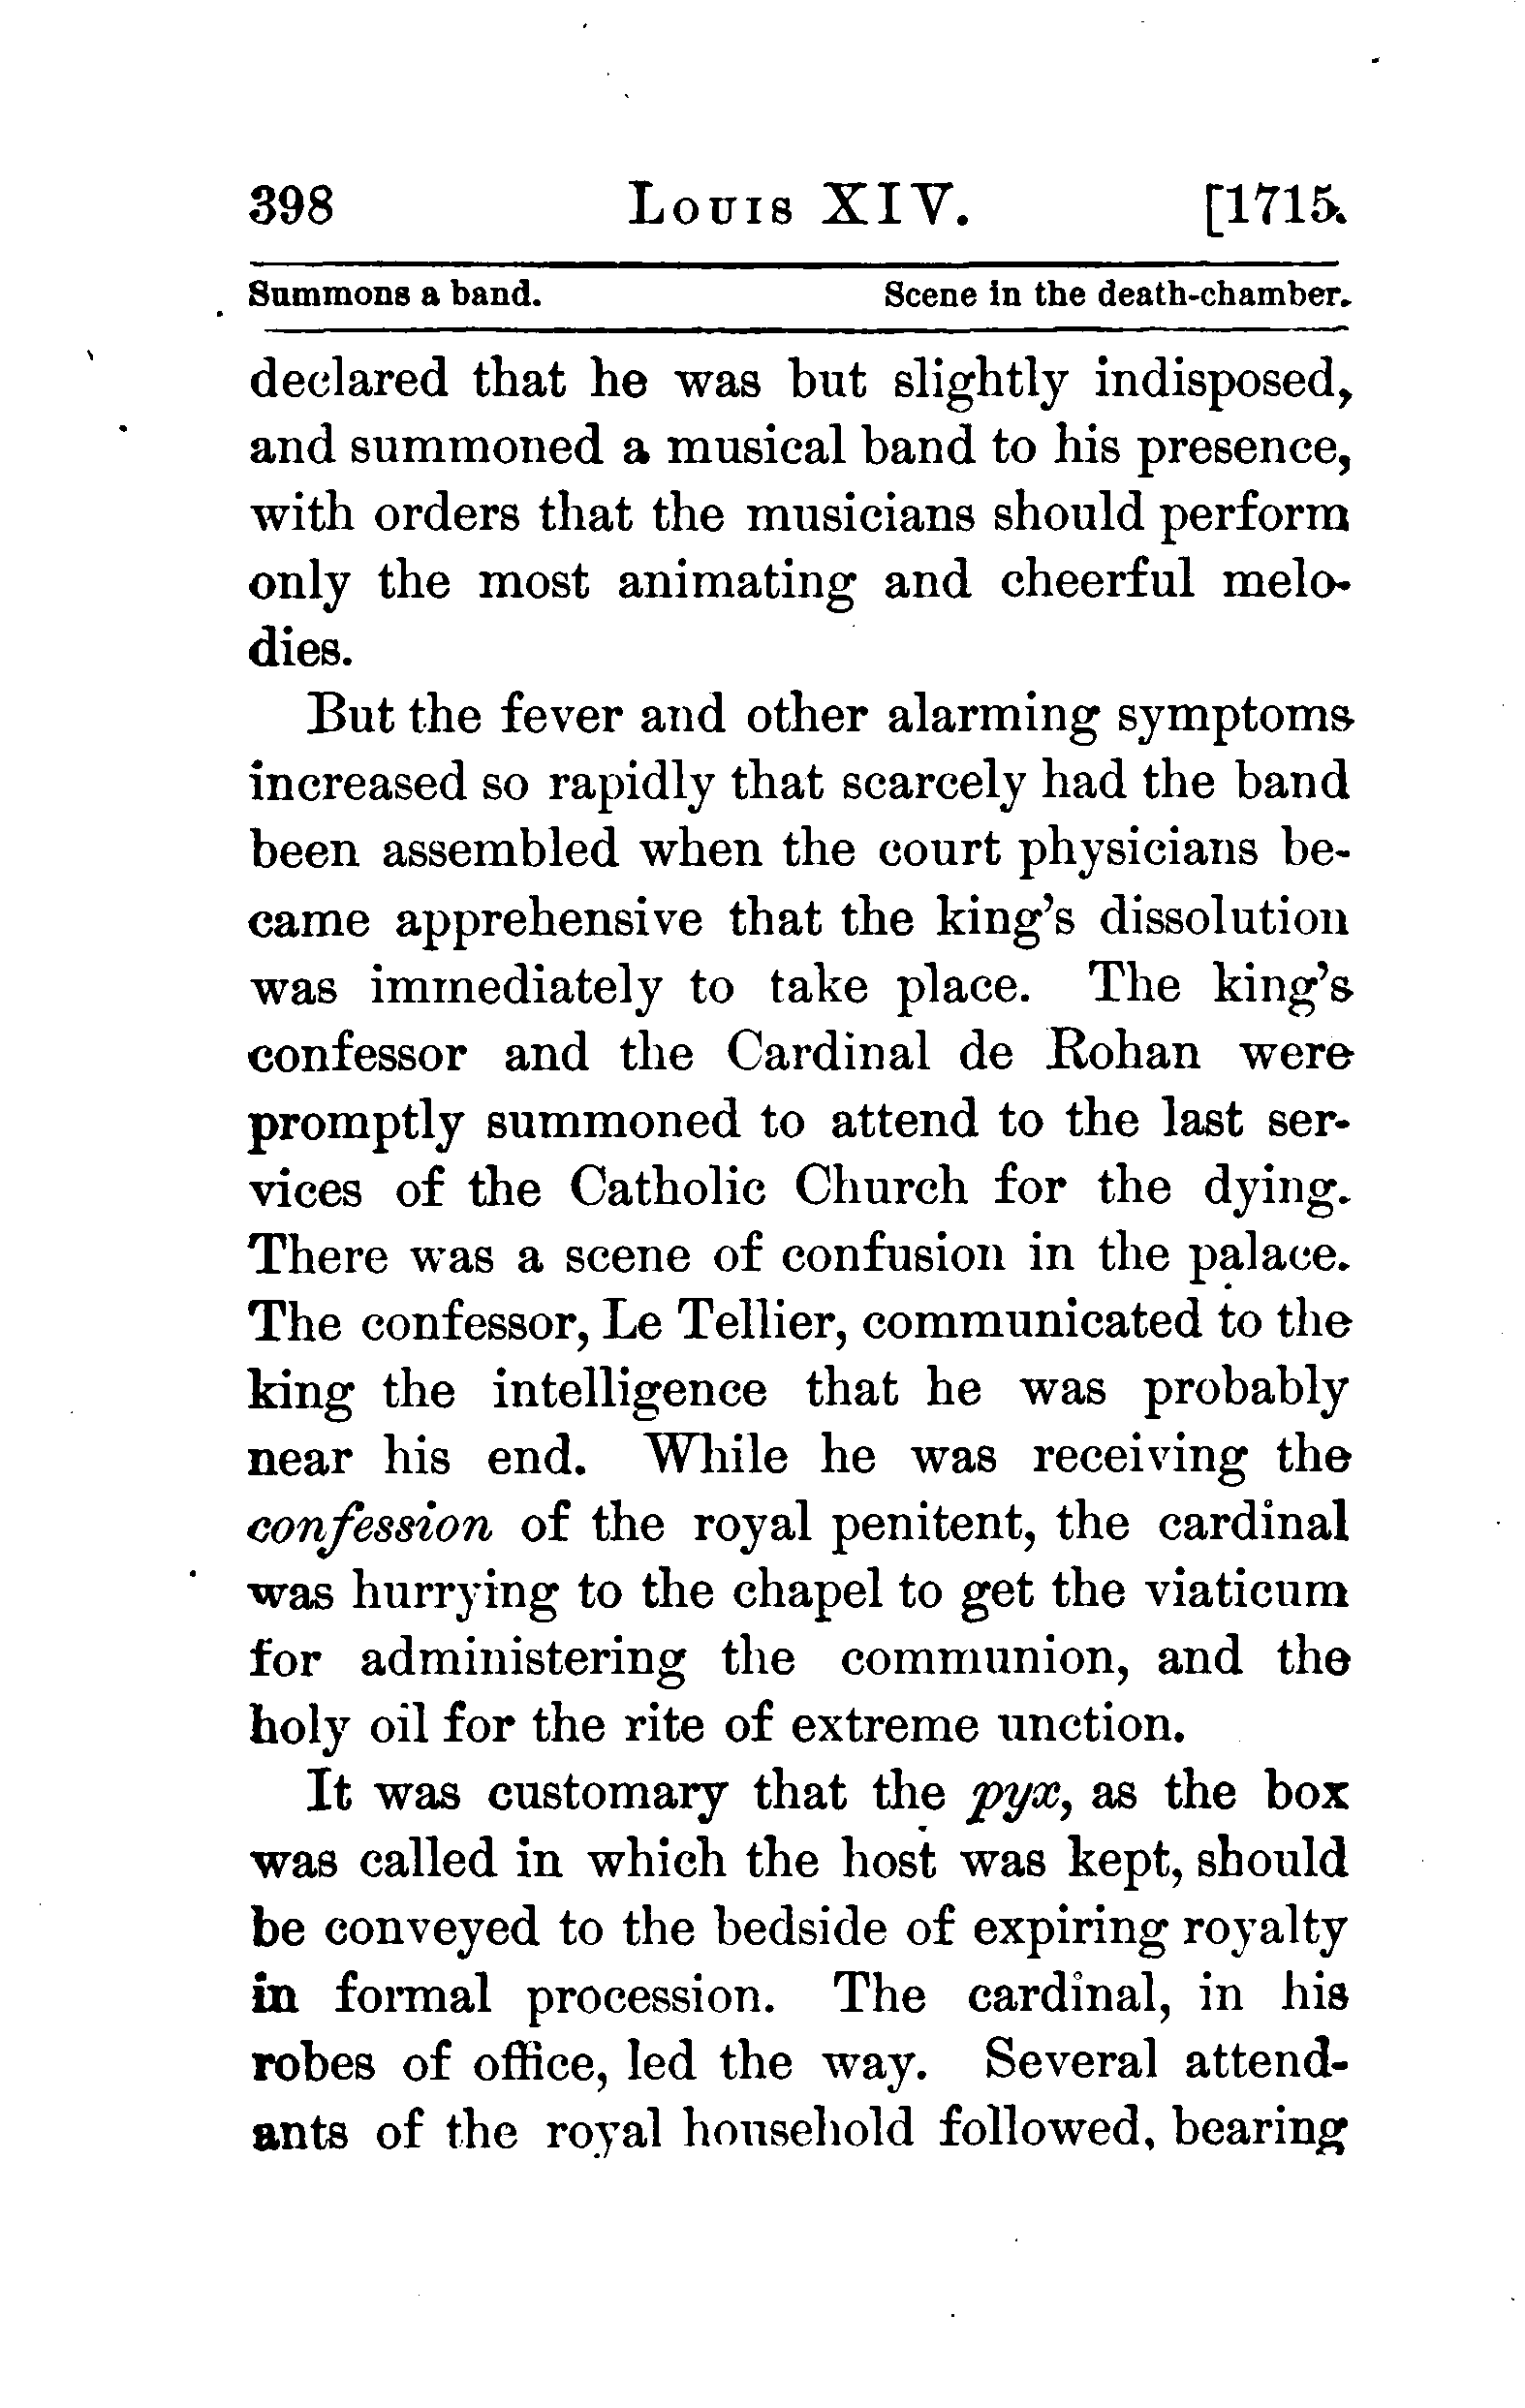 398 Louis XIV. [1715.
Summons a band. Scene in the death-chamber.
declared that he was but slightly indisposed,
and summoned a musical band to his presence,
with orders that the musicians should perform
only the most animating and cheerful melo-
dies.
But the fever and other alarming symptoms
increased so rapidly that scarcely had the band
been assembled when the court physicians be-
came apprehensive that the king's dissolution
was immediately to take place. The king's
confessor and the Cardinal de Rohan were
promptly summoned to attend to the last ser-
vices of the Catholic Church for the dying.
There was a scene of confusion in the palace.
The confessor, Le Tellier, communicated to the
king the intelligence that he was probably
near his end. While he was receiving the
confession of the royal penitent, the cardinal
was hurrying to the chapel to get the viaticum
for administering the communion, and the
holy oil for the rite of extreme unction.
It was customary that the pyx, as the box
was called in which the host was kept, should
be conveyed to the bedside of expiring royalty
in formal procession. The cardinal, in his
robes of office, led the way. Several attend-
ants of the royal household followed, bearing